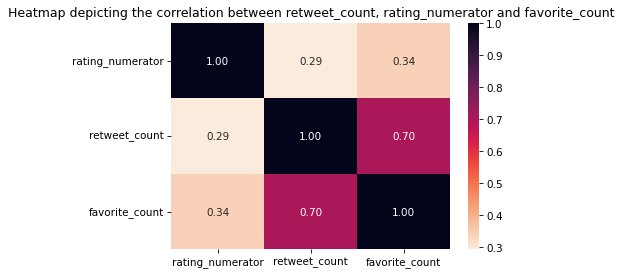 Heatmap depicting the correlation between retweet_count, rating_numerator and favorite_count
rating_numerator 1.00 0.29 0.34
retweet_count 0.29 1.00 0.70
favorite_count 0.34 0.70 1.00
rating_numerator retweet_count favorite_count
1.0
0.9
0.8
0.7
0.6
0.5
0.4
0.3